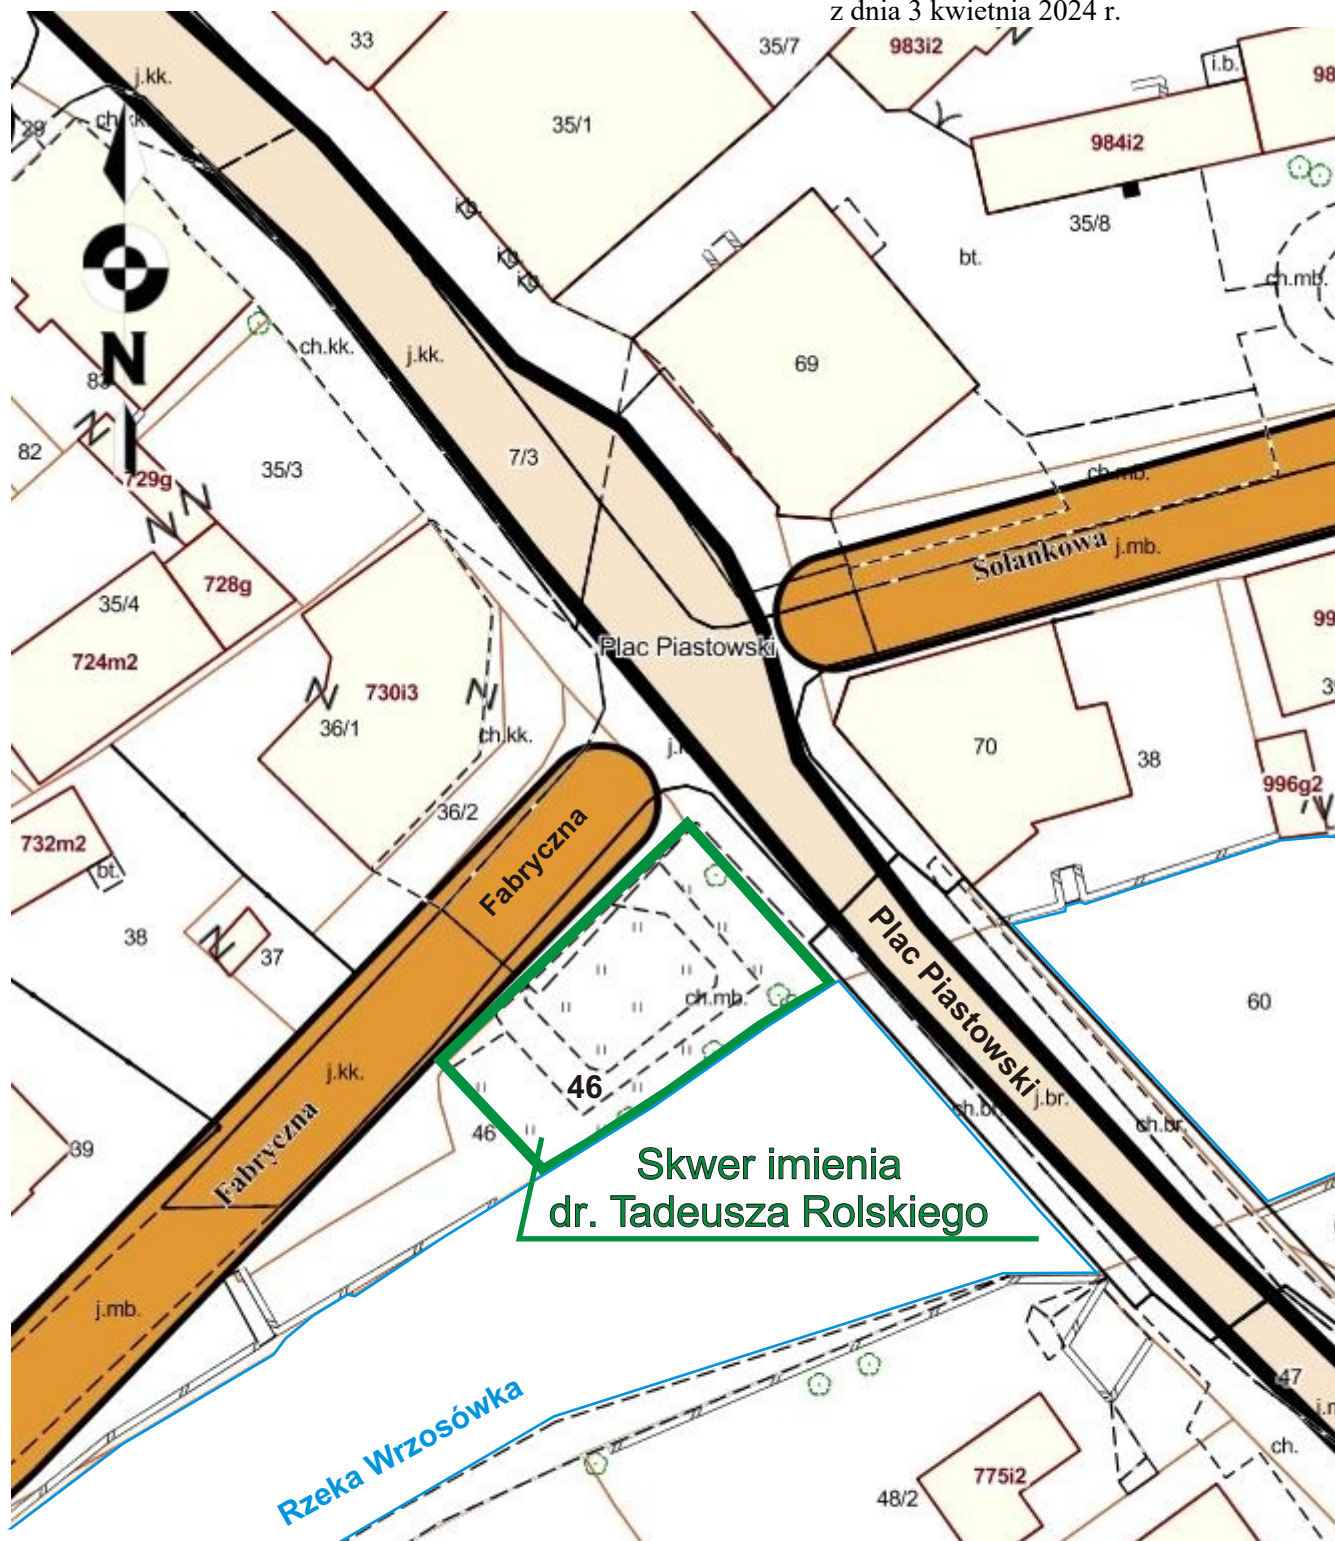 z dnia 3 kwietnia 2024 r.
33
35/7
983i2
i.b.
j.kk.
35/1
984i2
35/8
bt.
ch.mb.
ch.kk.
j.kk.
69
N
82
7/3
35/3
729g
ch.mb.
Solankowa
j.mb.
728g
35/4
724m2
Plac Piastowski
730i3
36/1
ch.kk.
70
38
996g2
36/2
Fabryczna
732m2
bt.
38
37
Plac Piastowski
ch.mb.
60
j.kk.
46
j.br.
ch.br.
ch.br.
46
39
Fabryczna
Skwer imienia
dr. Tadeusza Rolskiego
j.mb.
47
Rzeka Wrzosówka
ch.
775i2
48/2